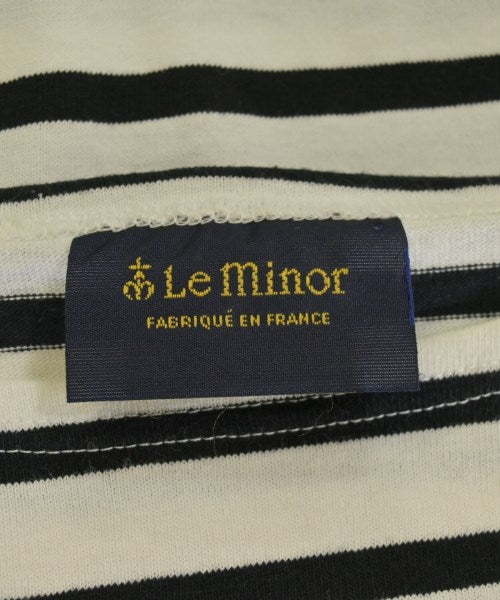 Le Minor
FABRIQUÉ EN FRANCE